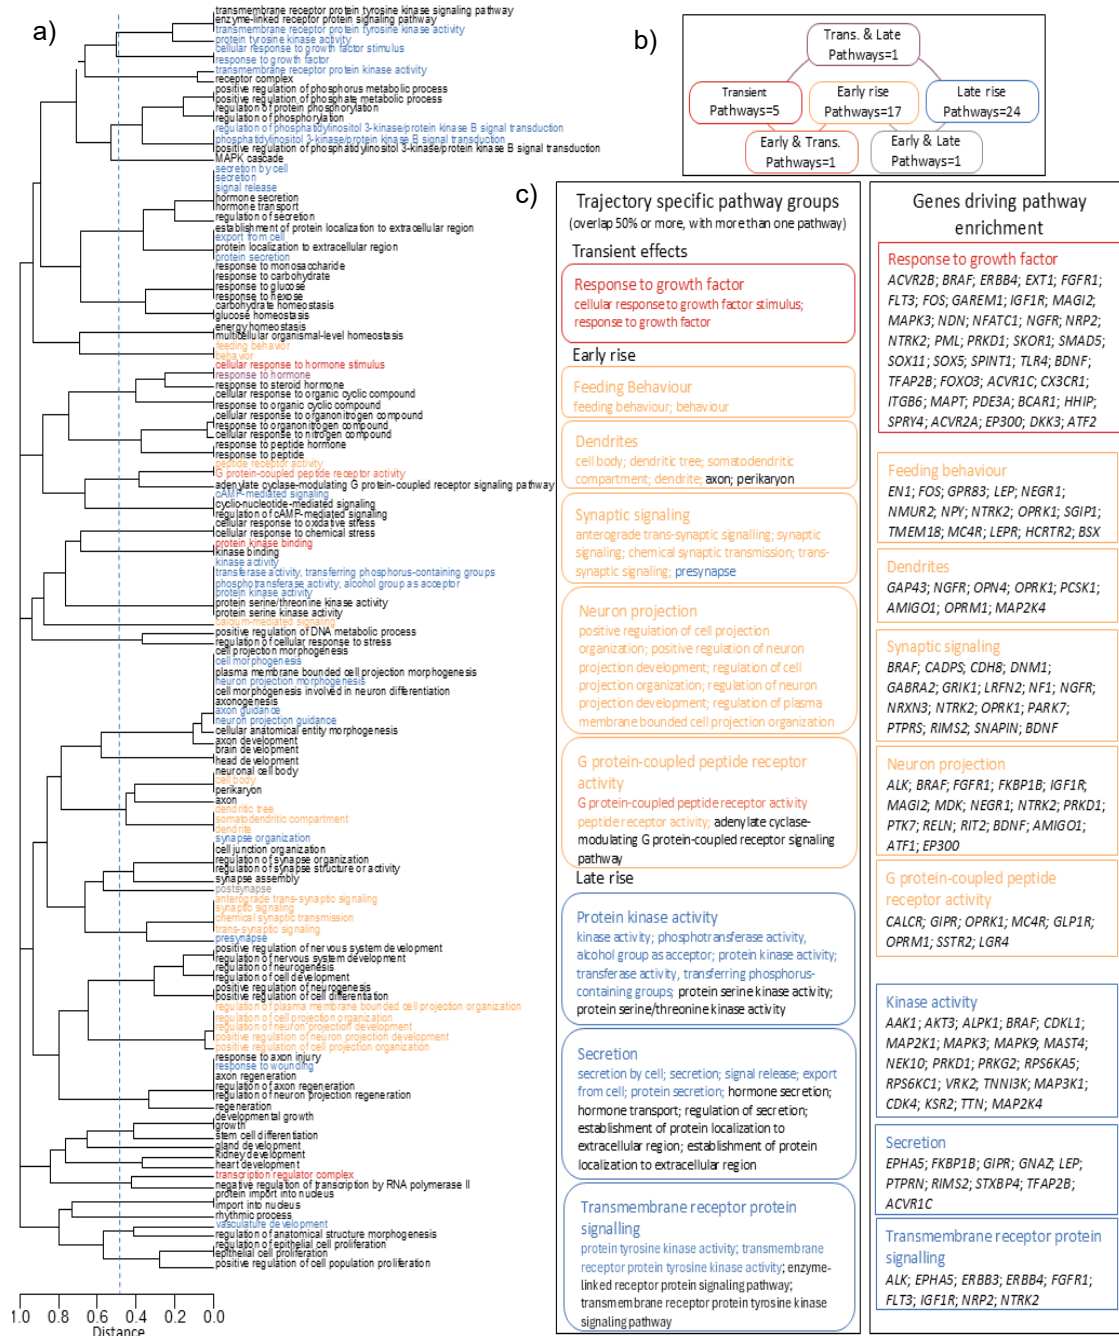 a)
transmembrane receptor protein tyrosine kinase signaling pathway
enzyme-linked receptor protein signaling pathway
transmembrane receptor protein tyrosine kinase activity
protein tyrosine kinase activity
cellular response to growth factor stimulus
response to growth factor
transmembrane receptor protein kinase activity
receptor complex
positive regulation of phosphorus metabolic process
positive regulation of phosphate metabolic process
regulation of protein phosphorylation
regulation of phosphorylation
regulation of phosphatidylinositol 3-kinase/protein kinase B signal transduction
phosphatidylinositol 3-kinase/protein kinase B signal transduction
positive regulation of phosphatidylinositol 3-kinase/protein kinase B signal transduction
MAPK cascade
secretion by cell
secretion
signal release
hormone secretion
hormone transport
regulation of secretion
establishment of protein localization to extracellular region
export from cell
protein localization to extracellular region
protein secretion
response to monosaccharide
response to carbohydrate
response to glucose
response to hexose
carbohydrate homeostasis
glucose homeostasis
energy homeostasis
multicellular organismal-level homeostasis
feeding behavior
behavior
cellular response to hormone stimulus
response to hormone
response to steroid hormone
cellular response to organic cyclic compound
response to organic cyclic compound
cellular response to organonitrogen compound
response to organonitrogen compound
cellular response to nitrogen compound
response to peptide hormone
response to peptide
peptide receptor activity
G protein-coupled peptide receptor activity
adenylate cyclase-modulating G protein-coupled receptor signaling pathway
cAMP-mediated signaling
cyclic-nucleotide-mediated signaling
regulation of cAMP-mediated signaling
cellular response to oxidative stress
cellular response to chemical stress
protein kinase binding
kinase binding
kinase activity
transferase activity, transferring phosphorus-containing groups
phosphotransferase activity, alcohol group as acceptor
protein kinase activity
protein serine/threonine kinase activity
protein serine kinase activity
calcium-mediated signaling
positive regulation of DNA metabolic process
regulation of cellular response to stress
cell projection morphogenesis
cell morphogenesis
plasma membrane bounded cell projection morphogenesis
neuron projection morphogenesis
cell morphogenesis involved in neuron differentiation
axonogenesis
axon guidance
neuron projection guidance
cellular anatomical entity morphogenesis
axon development
brain development
head development
neuronal cell body
cell body
perikaryon
axon
dendritic tree
somatodendritic compartment
dendrite
synapse organization
cell junction organization
regulation of synapse organization
regulation of synapse structure or activity
synapse assembly
postsynapse
anterograde trans-synaptic signaling
synaptic signaling
chemical synaptic transmission
trans-synaptic signaling
presynapse
positive regulation of nervous system development
regulation of nervous system development
regulation of neurogenesis
regulation of cell development
positive regulation of neurogenesis
positive regulation of cell differentiation
regulation of plasma membrane bounded cell projection organization
regulation of cell projection organization
regulation of neuron projection development
positive regulation of neuron projection development
positive regulation of cell projection organization
response to axon injury
response to wounding
axon regeneration
regulation of axon regeneration
regulation of neuron projection regeneration
regeneration
developmental growth
growth
stem cell differentiation
gland development
kidney development
heart development
transcription regulator complex
negative regulation of transcription by RNA polymerase II
protein import into nucleus
import into nucleus
rhythmic process
vasculature development
regulation of anatomical structure morphogenesis
regulation of epithelial cell proliferation
epithelial cell proliferation
positive regulation of cell population proliferation
1.0 0.8 0.6 0.4 0.2 0.0
Distance
b)
Trans. & Late
Pathways=1
Transient
Pathways=5
Early rise
Pathways=17
Late rise
Pathways=24
Early & Trans.
Pathways=1
Early & Late
Pathways=1
c)
Trajectory specific pathway groups
(overlap 50% or more, with more than one pathway)
Transient effects
Response to growth factor
cellular response to growth factor stimulus;
response to growth factor
Early rise
Feeding Behaviour
feeding behaviour; behaviour
Dendrites
cell body; dendritic tree; somatodendritic
compartment; dendrite; axon; perikaryon
Synaptic signaling
anterograde trans-synaptic signalling; synaptic
signaling; chemical synaptic transmission; trans-
synaptic signaling; presynapse
Neuron projection
positive regulation of cell projection
organization; positive regulation of neuron
projection development; regulation of cell
projection organization; regulation of neuron
projection development; regulation of plasma
membrane bounded cell projection organization
G protein-coupled peptide receptor
activity
G protein-coupled peptide receptor activity
peptide receptor activity; adenylate cyclase-
modulating G protein-coupled receptor signaling
pathway
Late rise
Protein kinase activity
kinase activity; phosphotransferase activity,
alcohol group as acceptor; protein kinase activity;
transferase activity, transferring phosphorus-
containing groups; protein serine kinase activity;
protein serine/threonine kinase activity
Secretion
secretion by cell; secretion; signal release; export
from cell; protein secretion; hormone secretion;
hormone transport; regulation of secretion;
establishment of protein localization to
extracellular region; establishment of protein
localization to extracellular region
Transmembrane receptor protein
signalling
protein tyrosine kinase activity; transmembrane
receptor protein tyrosine kinase activity; enzyme-
linked receptor protein signaling pathway;
transmembrane receptor protein tyrosine kinase
signaling pathway
Genes driving pathway
enrichment
Response to growth factor
ACVR2B; BRAF; ERBB4; EXT1; FGFR1;
FLT3; FOS; GAREM1; IGF1R; MAGI2;
MAPK3; NDN; NFATC1; NGFR; NRP2;
NTRK2; PML; PRKD1; SKOR1; SMAD5;
SOX11; SOX5; SPINT1; TLR4; BDNF;
TFAP2B; FOXO3; ACVR1C; CX3CR1;
ITGB6; MAPT; PDE3A; BCAR1; HHIP;
SPRY4; ACVR2A; EP300; DKK3; ATF2
Feeding behaviour
EN1; FOS; GPR83; LEP; NEGR1;
NMUR2; NPY; NTRK2; OPRK1; SGIP1;
TMEM18; MC4R; LEPR; HCRTR2; BSX
Dendrites
GAP43; NGFR; OPN4; OPRK1; PCSK1;
AMIGO1; OPRM1; MAP2K4
Synaptic signaling
BRAF; CADPS; CDH8; DNM1;
GABRA2; GRIK1; LRFN2; NF1; NGFR;
NRXN3; NTRK2; OPRK1; PARK7;
PTPRS; RIMS2; SNAPIN; BDNF
Neuron projection
ALK; BRAF; FGFR1; FKBP1B; IGF1R;
MAGI2; MDK; NEGR1; NTRK2; PRKD1;
PTK7; RELN; RIT2; BDNF; AMIGO1;
ATF1; EP300
G protein-coupled peptide
receptor activity
CALCR; GIPR; OPRK1; MC4R; GLP1R;
OPRM1; SSTR2; LGR4
Kinase activity
AAK1; AKT3; ALPK1; BRAF; CDKL1;
MAP2K1; MAPK3; MAPK9; MAST4;
NEK10; PRKD1; PRKG2; RPS6KA5;
RPS6KC1; VRK2; TNNI3K; MAP3K1;
CDK4; KSR2; TTN; MAP2K4
Secretion
EPHA5; FKBP1B; GIPR; GNAZ; LEP;
PTPRN; RIMS2; STXBP4; TFAP2B;
ACVR1C
Transmembrane receptor protein
signalling
ALK; EPHA5; ERBB3; ERBB4; FGFR1;
FLT3; IGF1R; NRP2; NTRK2